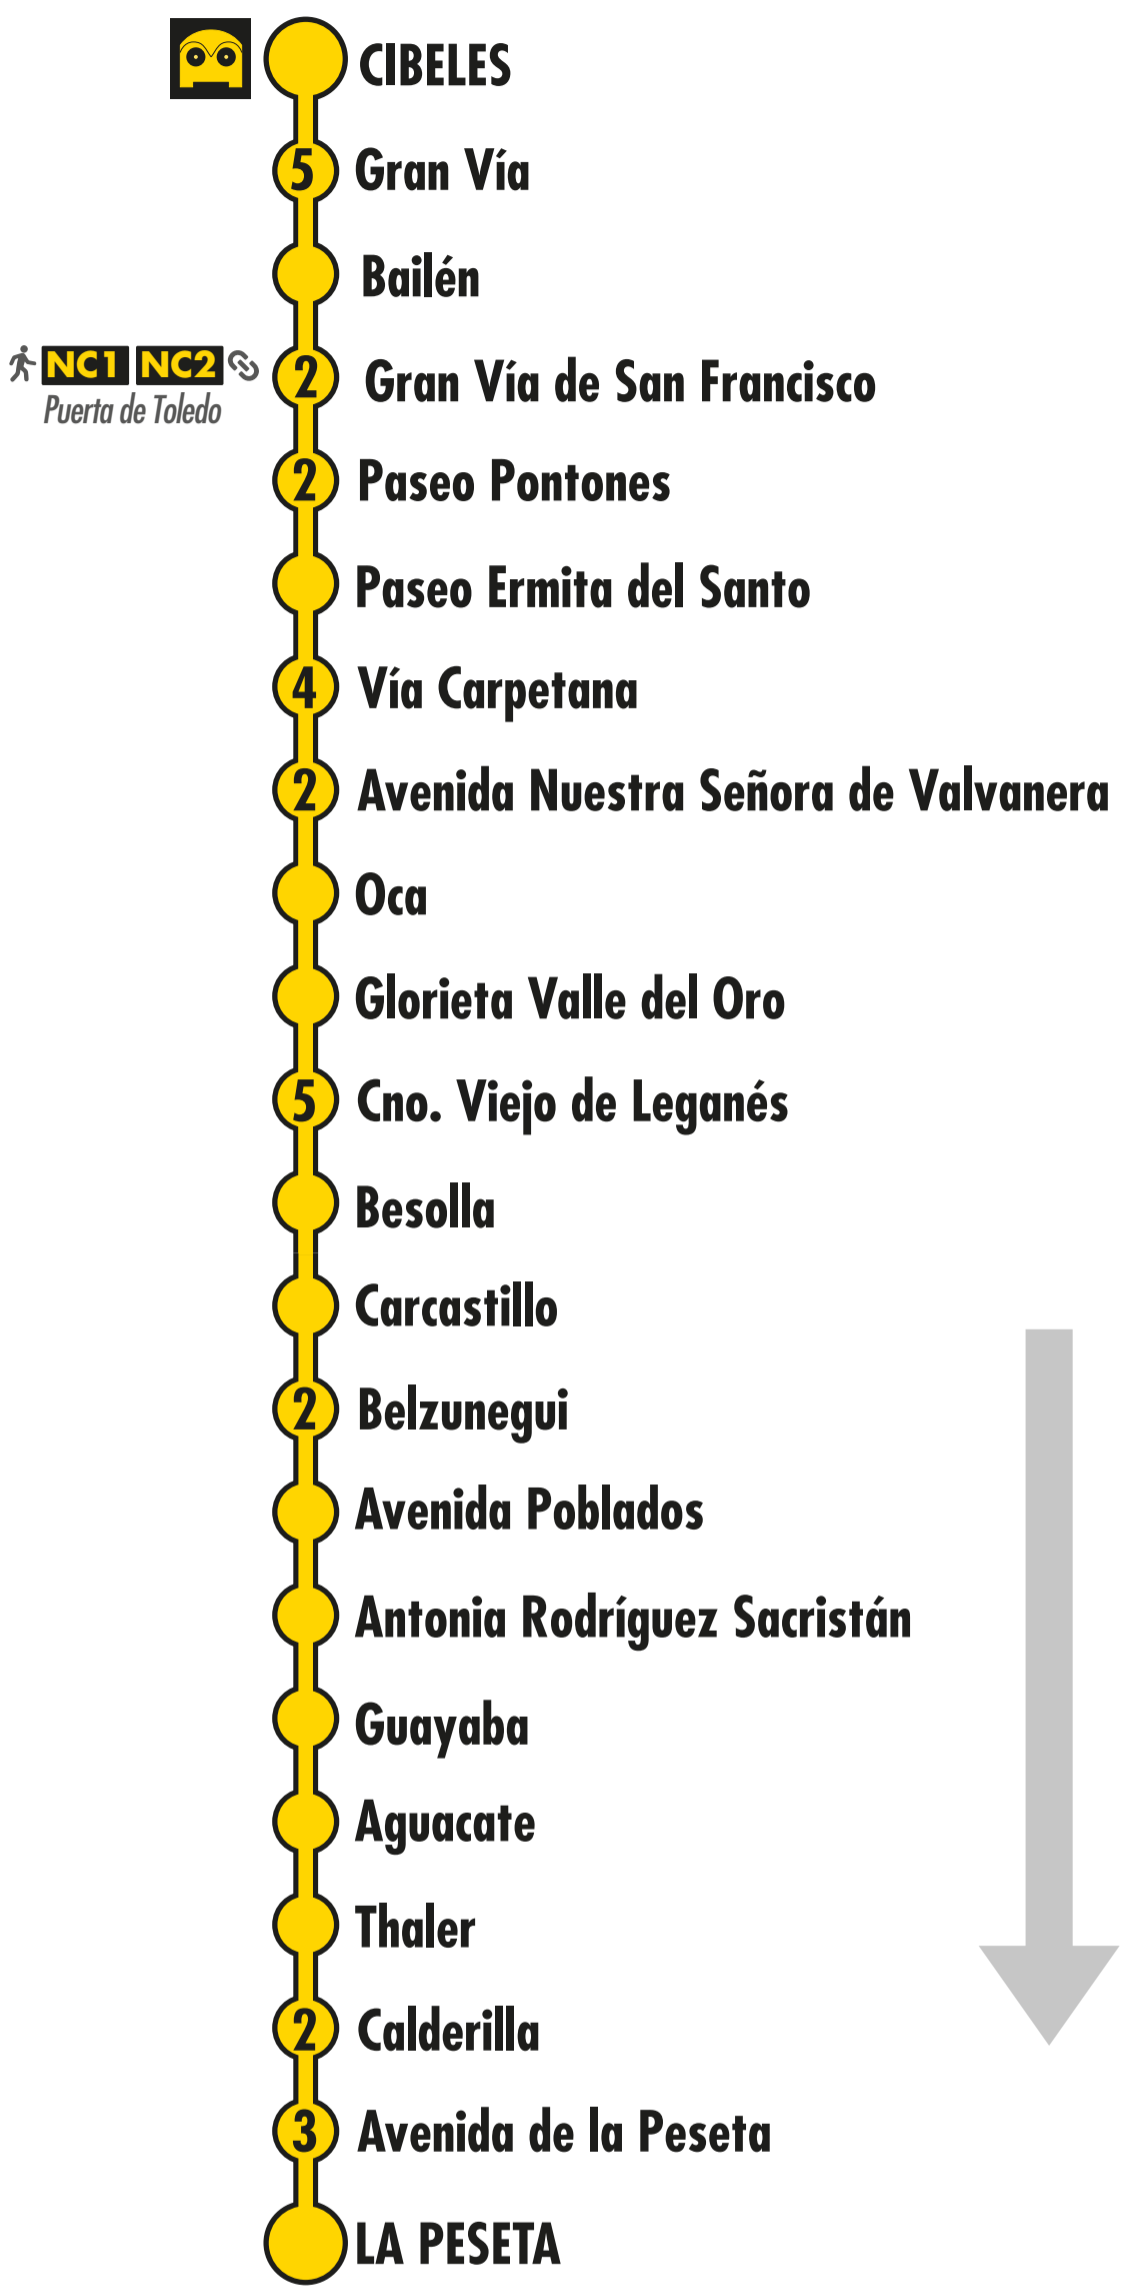 CIBELES
5 Gran Vía
Bailén
NC1 NC2 2 Gran Vía de San Francisco
Puerta de Toledo
2 Paseo Pontones
Paseo Ermita del Santo
4 Vía Carpetana
2 Avenida Nuestra Señora de Valvanera
Oca
Glorieta Valle del Oro
5 Cno. Viejo de Leganés
Besolla
Carcastillo
2 Belzunegui
Avenida Poblados
Antonia Rodríguez Sacristán
Guayaba
Aguacate
Thaler
2 Calderilla
3 Avenida de la Peseta
LA PESETA